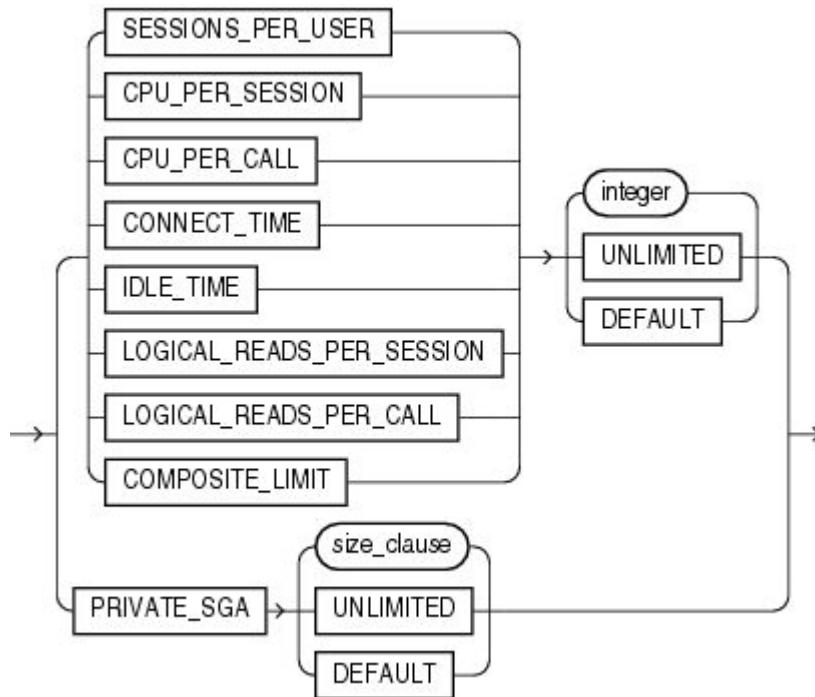 SESSIONS_PER_USER
CPU_PER_SESSION
CPU_PER_CALL
CONNECT_TIME
IDLE_TIME
LOGICAL_READS_PER_SESSION
LOGICAL_READS_PER_CALL
COMPOSITE_LIMIT
integer
UNLIMITED
DEFAULT
PRIVATE_SGA
size_clause
UNLIMITED
DEFAULT